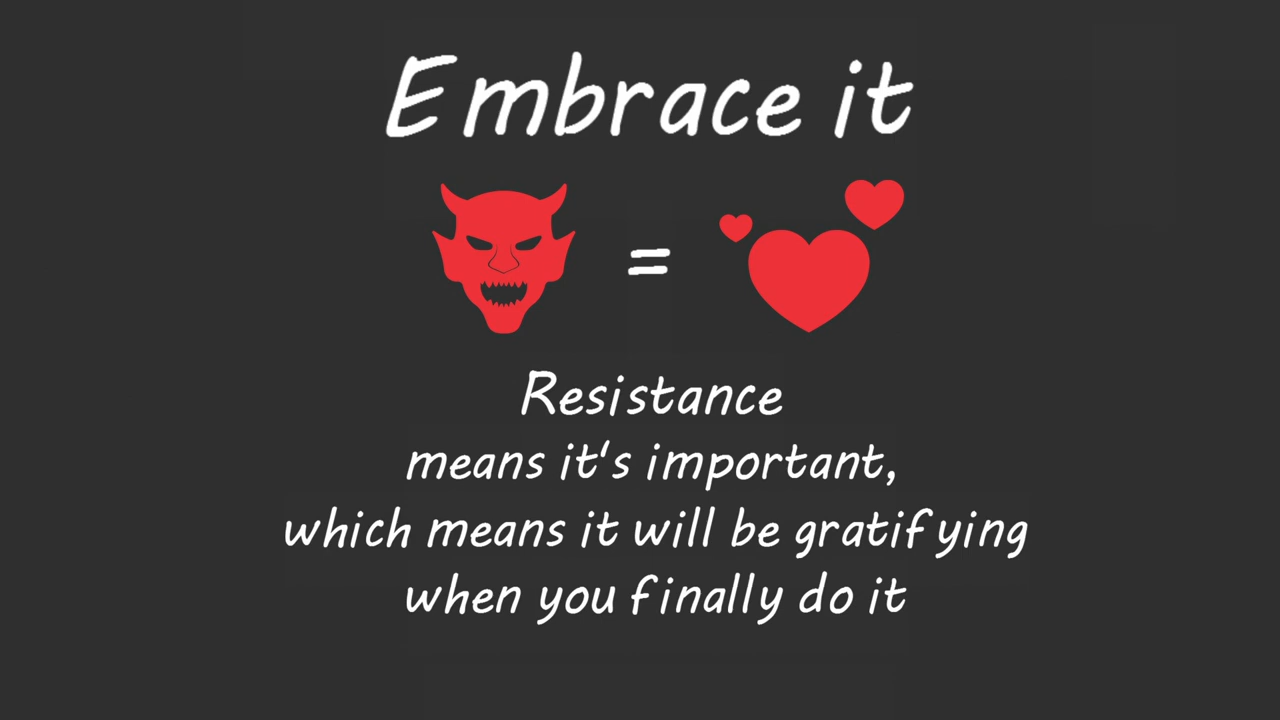 Embrace it
=
Resistance
means it's important,
which means it will be gratifying
when you finally do it